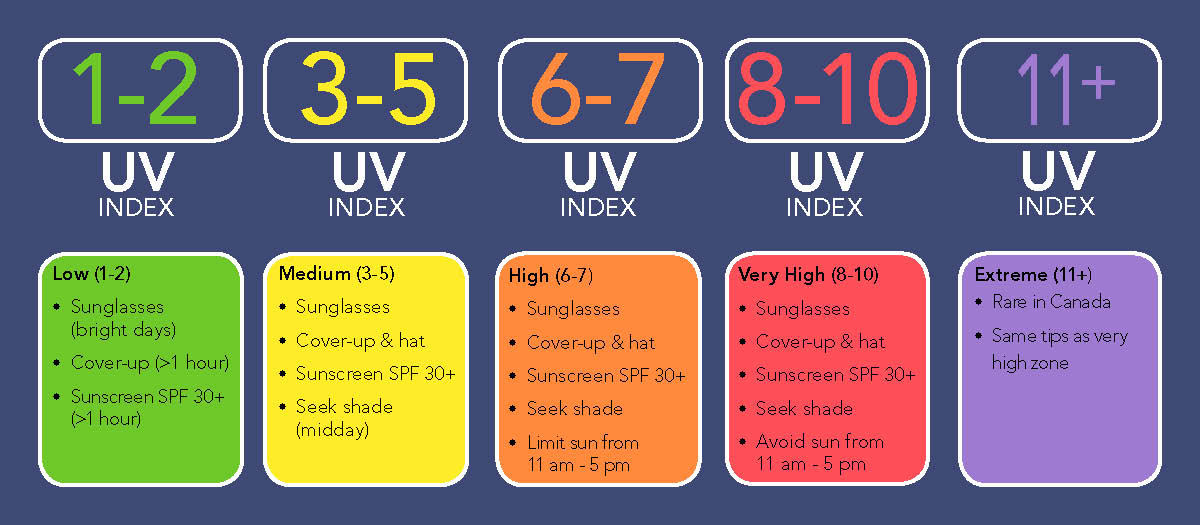 1-2
UV
INDEX
3-5
UV
INDEX
6-7
UV
INDEX
8-10
UV
INDEX
11+
UV
INDEX
Low (1-2)
• Sunglasses
(bright days)
• Cover-up (>1 hour)
• Sunscreen SPF 30+
(>1 hour)
Medium (3-5)
• Sunglasses
• Cover-up & hat
• Sunscreen SPF 30+
• Seek shade
(midday)
High (6-7)
• Sunglasses
• Cover-up & hat
• Sunscreen SPF 30+
• Seek shade
• Limit sun from
11 am - 5 pm
Very High (8-10)
• Sunglasses
• Cover-up & hat
• Sunscreen SPF 30+
• Seek shade
• Avoid sun from
11 am - 5 pm
Extreme (11+)
• Rare in Canada
• Same tips as very
high zone